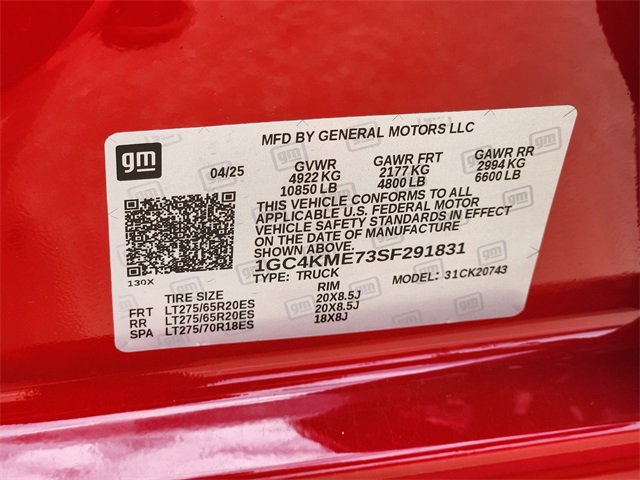 MFD BY GENERAL MOTORS LLC
gm
04/25 GVWR GAWR FRT GAWR RR
4922 KG 2177 KG 2994 KG
10850 LB 4800 LB 6600 LB
THIS VEHICLE CONFORMS TO ALL
APPLICABLE U.S. FEDERAL MOTOR
VEHICLE SAFETY STANDARDS IN EFFECT
ON THE DATE OF MANUFACTURE
SHOWN ABOVE.
1GC4KME73SF291831
130X TYPE: TRUCK MODEL: 31CK20743
TIRE SIZE RIM
FRT LT275/65R20ES 20X8.5J
RR LT275/65R20ES 20X8.5J
SPA LT275/70R18ES 18X8J